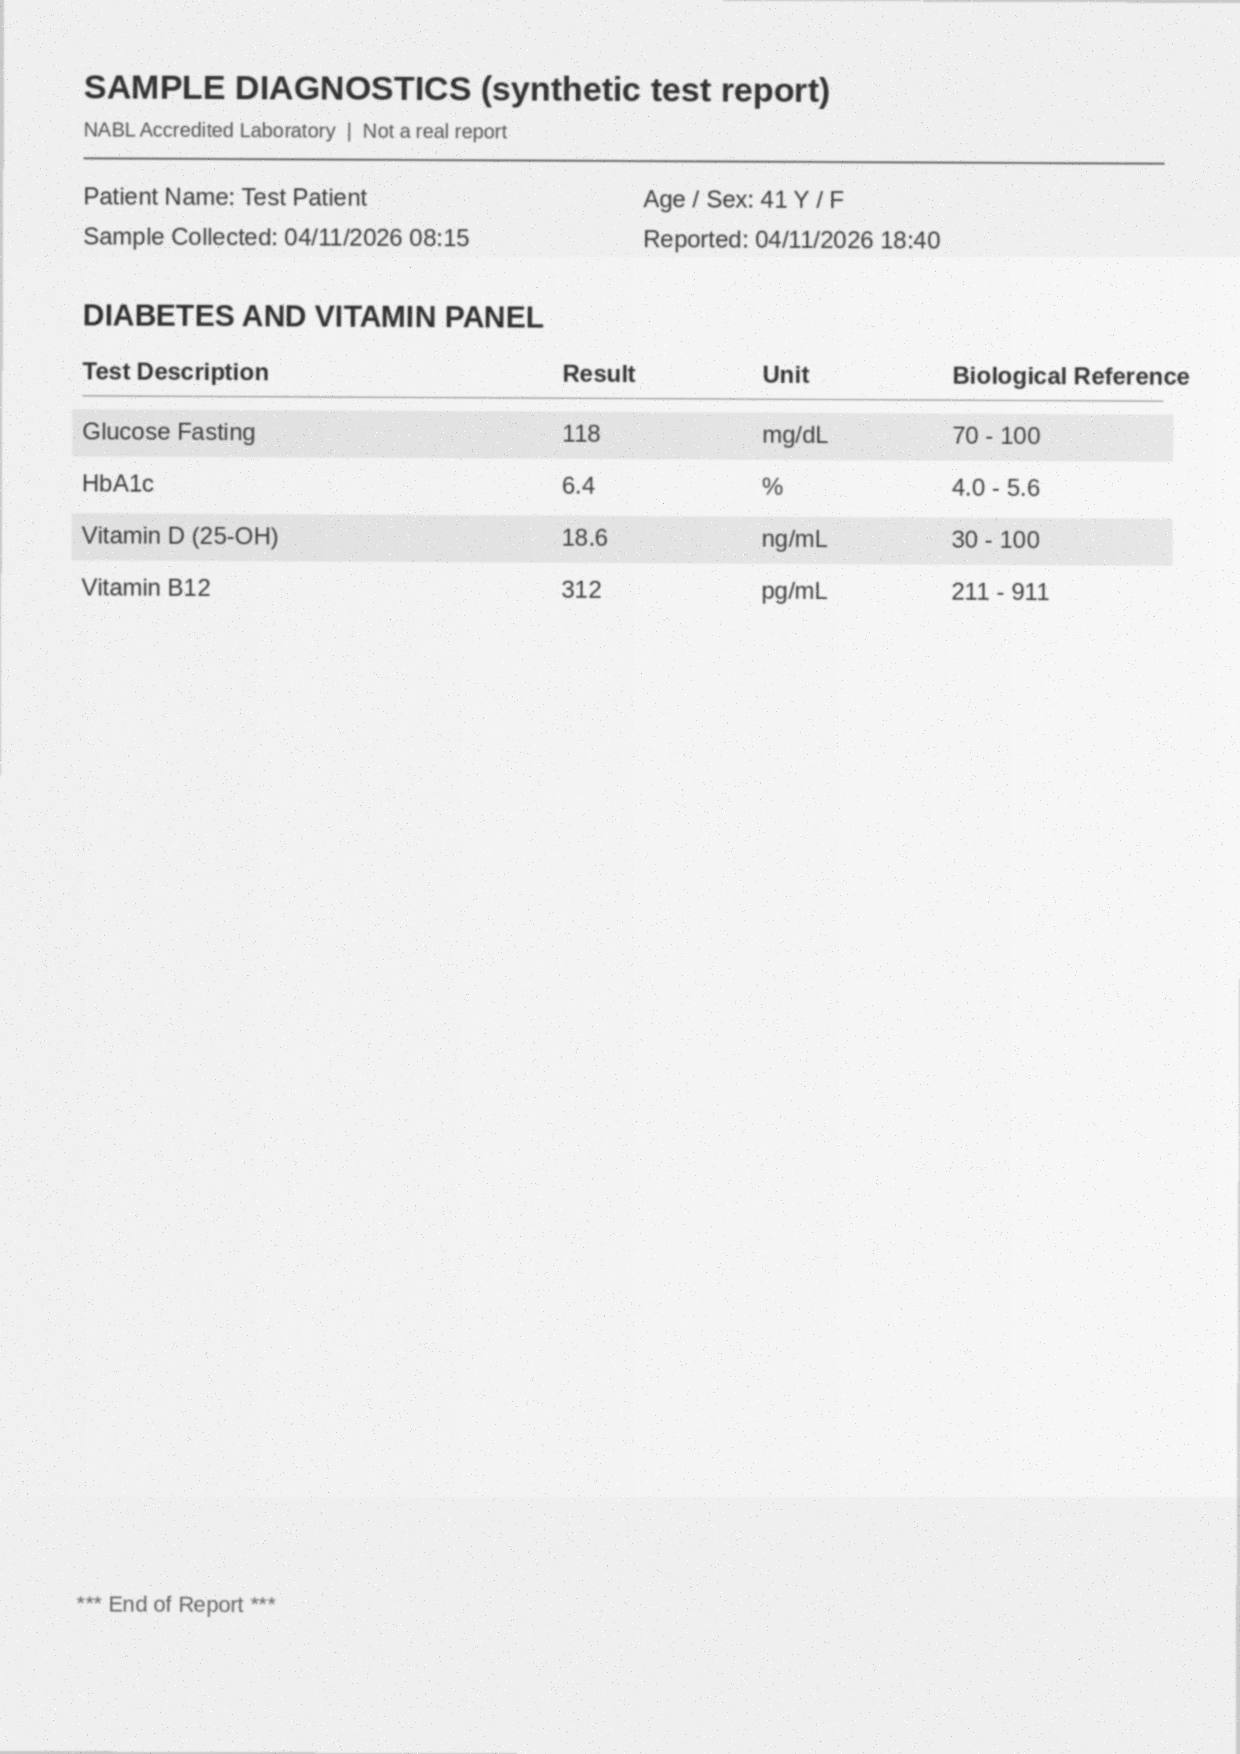 SAMPLE DIAGNOSTICS (synthetic test report)
NABL Accredited Laboratory | Not a real report
Patient Name: Test Patient Age / Sex: 41 Y / F
Sample Collected: 04/11/2026 08:15 Reported: 04/11/2026 18:40
DIABETES AND VITAMIN PANEL
Test Description Result Unit Biological Reference
Glucose Fasting 118 mg/dL 70 - 100
HbA1c 6.4 % 4.0 - 5.6
Vitamin D (25-OH) 18.6 ng/mL 30 - 100
Vitamin B12 312 pg/mL 211 - 911
*** End of Report ***